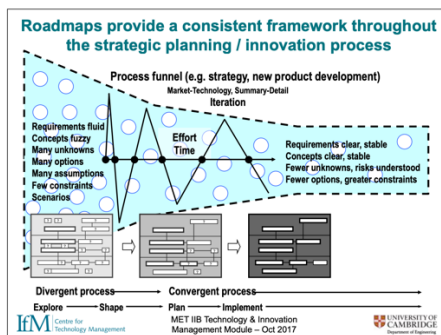 Roadmaps provide a consistent framework throughout
the strategic planning / innovation process
Process funnel (e.g. strategy, new product development)
Market-Technology, Summary-Detail
Iteration
Requirements fluid
Concepts fuzzy
Many unknowns
Many options
Many assumptions
Few constraints
Scenarios
Effort
Time
Requirements clear, stable
Concepts clear, stable
Fewer unknowns, risks understood
Fewer options, greater constraints
Divergent process
Convergent process
Explore
Shape
Plan
Implement
IfM
Centre for
Technology Management
MET IIB Technology & Innovation
Management Module – Oct 2017
UNIVERSITY OF
CAMBRIDGE
Department of Engineering